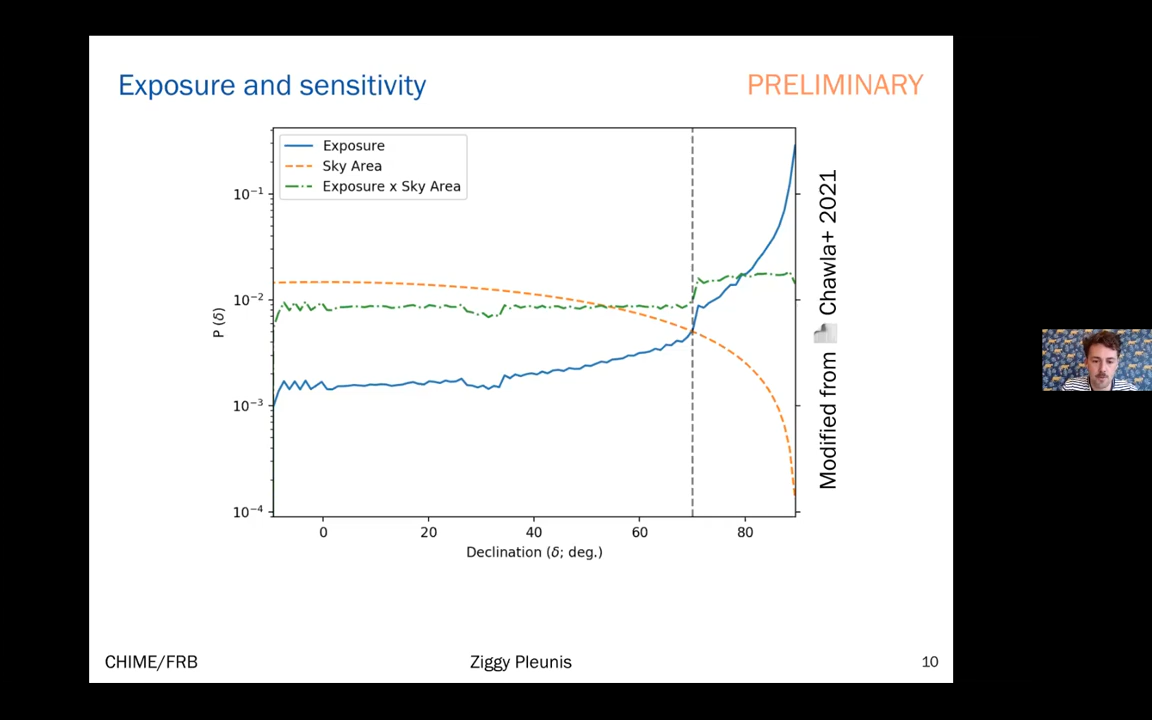 Exposure and sensitivity
PRELIMINARY
Exposure
Sky Area
Exposure x Sky Area
10⁻¹
10⁻²
10⁻³
10⁻⁴
P (δ)
0 20 40 60 80
Declination (δ; deg.)
Modified from Chawla+ 2021
CHIME/FRB
Ziggy Pleunis
10